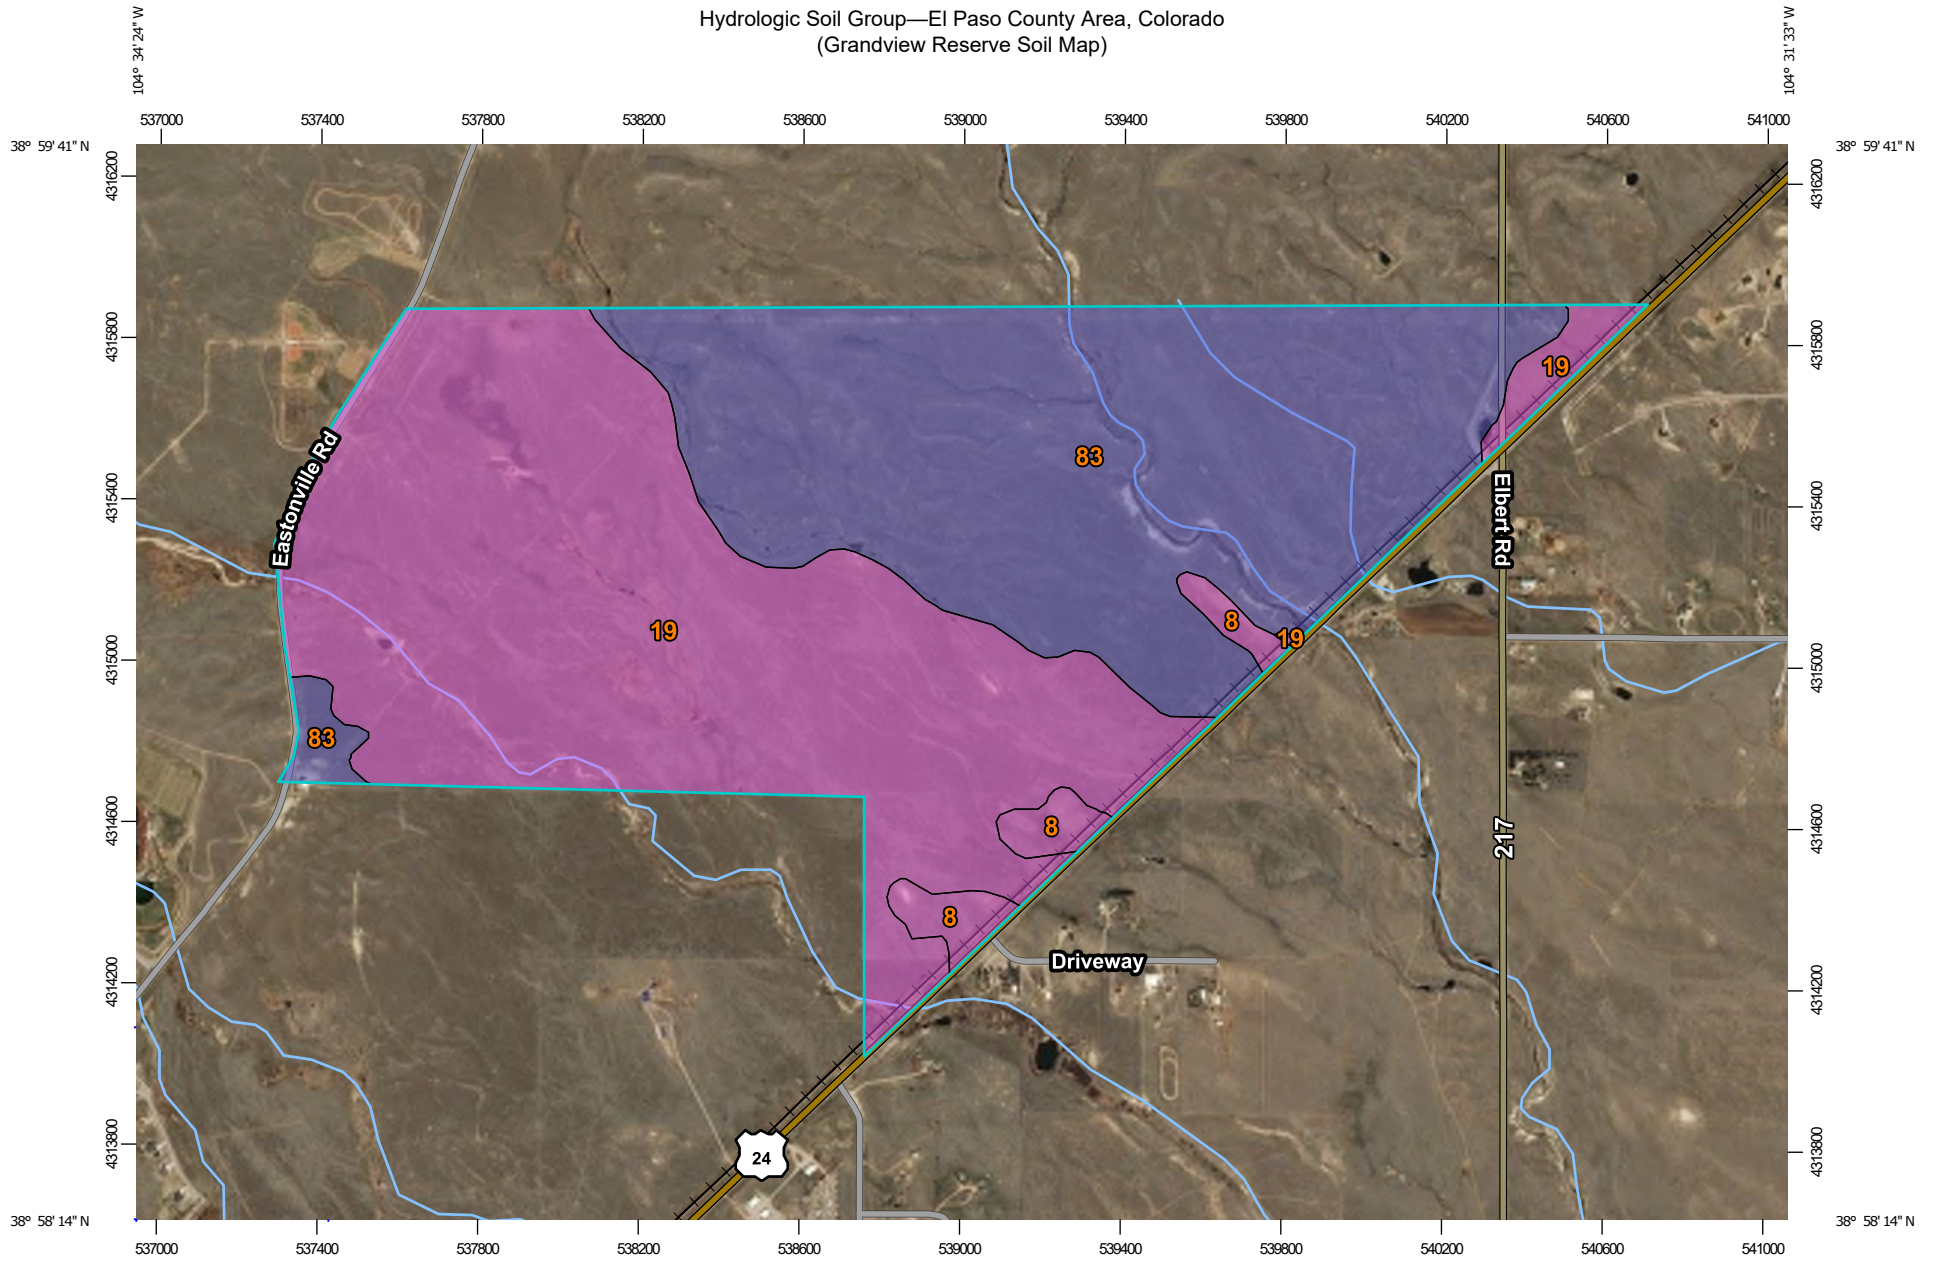 Hydrologic Soil Group—El Paso County Area, Colorado
(Grandview Reserve Soil Map)
104° 34' 24" W
104° 31' 33" W
537000 537400 537800 538200 538600 539000 539400 539800 540200 540600 541000
38° 59' 41" N
38° 59' 41" N
4316200
4316200
4315800
4315800
19
Eastonville Rd
83
4315400
4315400
Elbert Rd
19
8
19
4315000
4315000
83
8
4314600
4314600
217
8
Driveway
4314200
4314200
4313800
4313800
24
38° 58' 14" N
38° 58' 14" N
537000 537400 537800 538200 538600 539000 539400 539800 540200 540600 541000